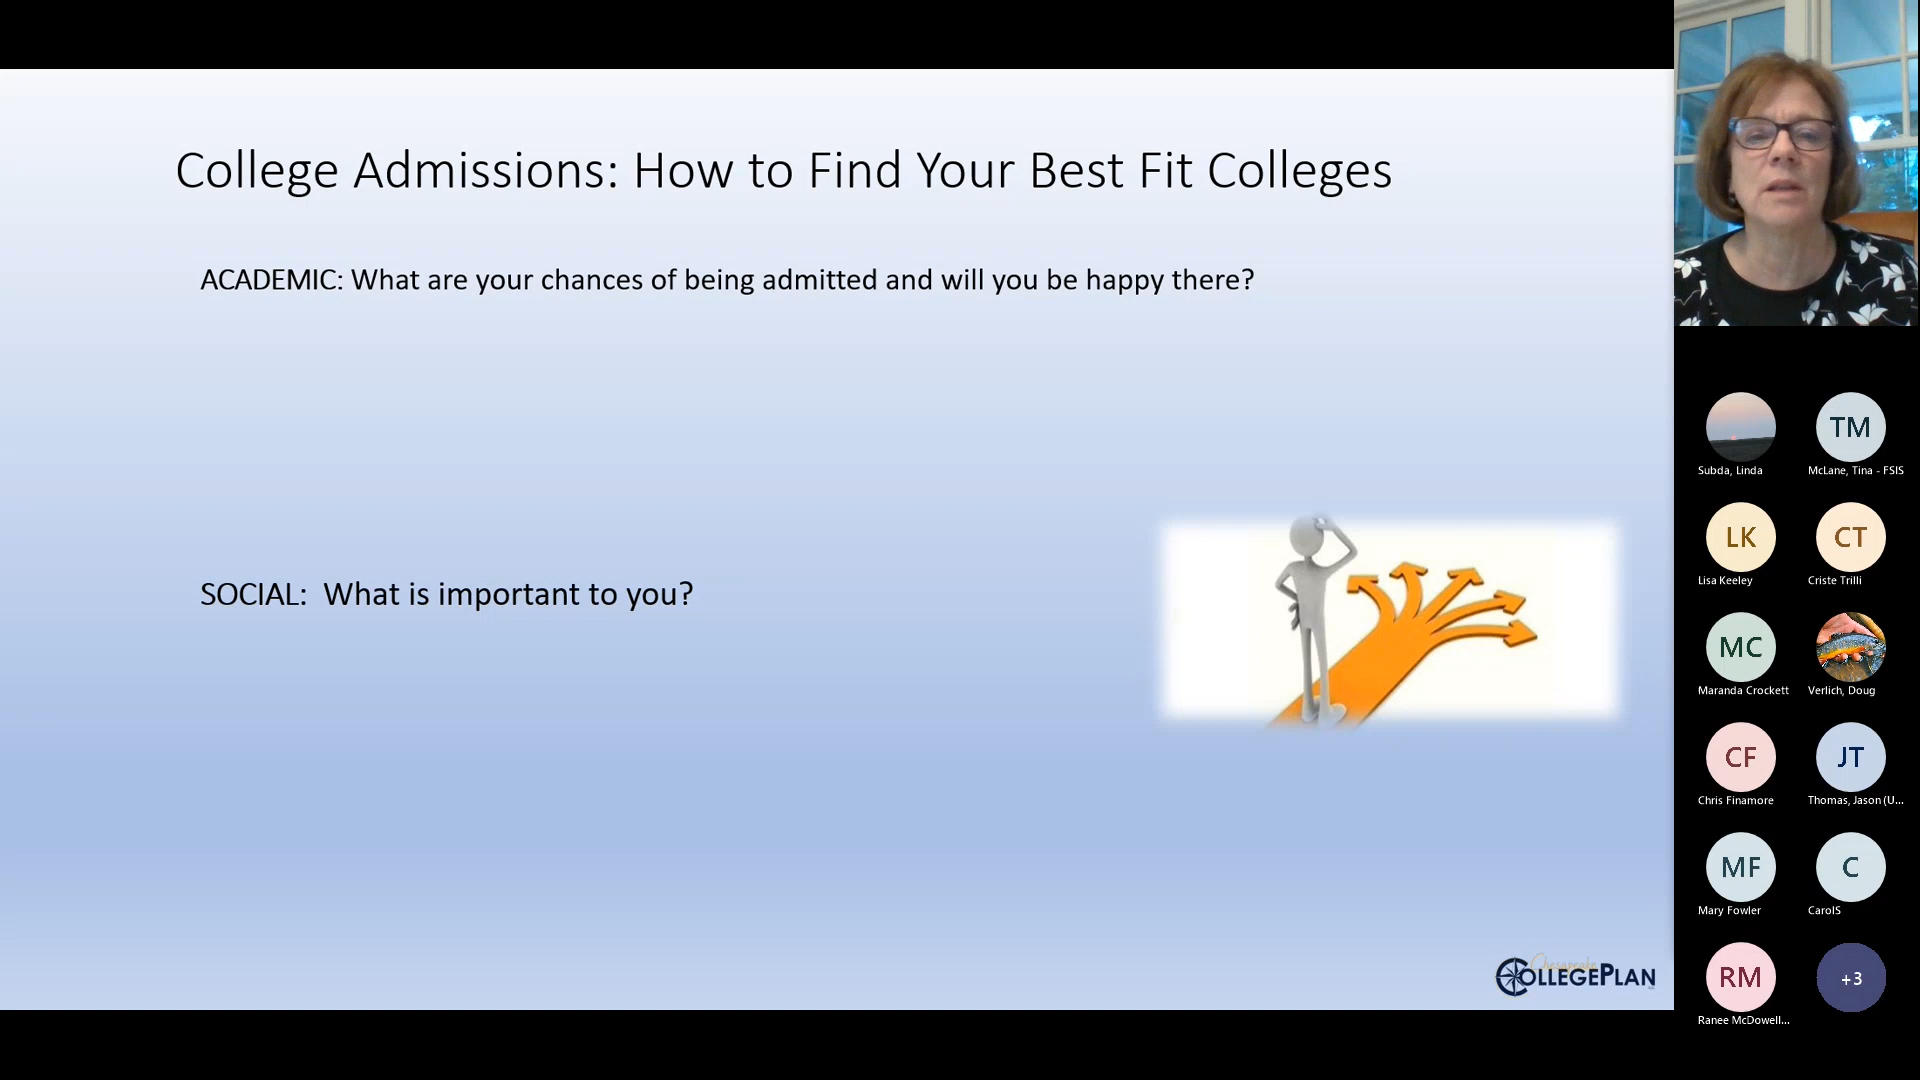 College Admissions: How to Find Your Best Fit Colleges
ACADEMIC: What are your chances of being admitted and will you be happy there?
SOCIAL:  What is important to you?
Chesapeake
COLLEGEPLAN
Subda, Linda
TM
McLane, Tina - FSIS
LK
Lisa Keeley
CT
Criste Trilli
MC
Maranda Crockett
Verlich, Doug
CF
Chris Finamore
JT
Thomas, Jason (U...
MF
Mary Fowler
C
CarolS
RM
Ranee McDowell...
+3